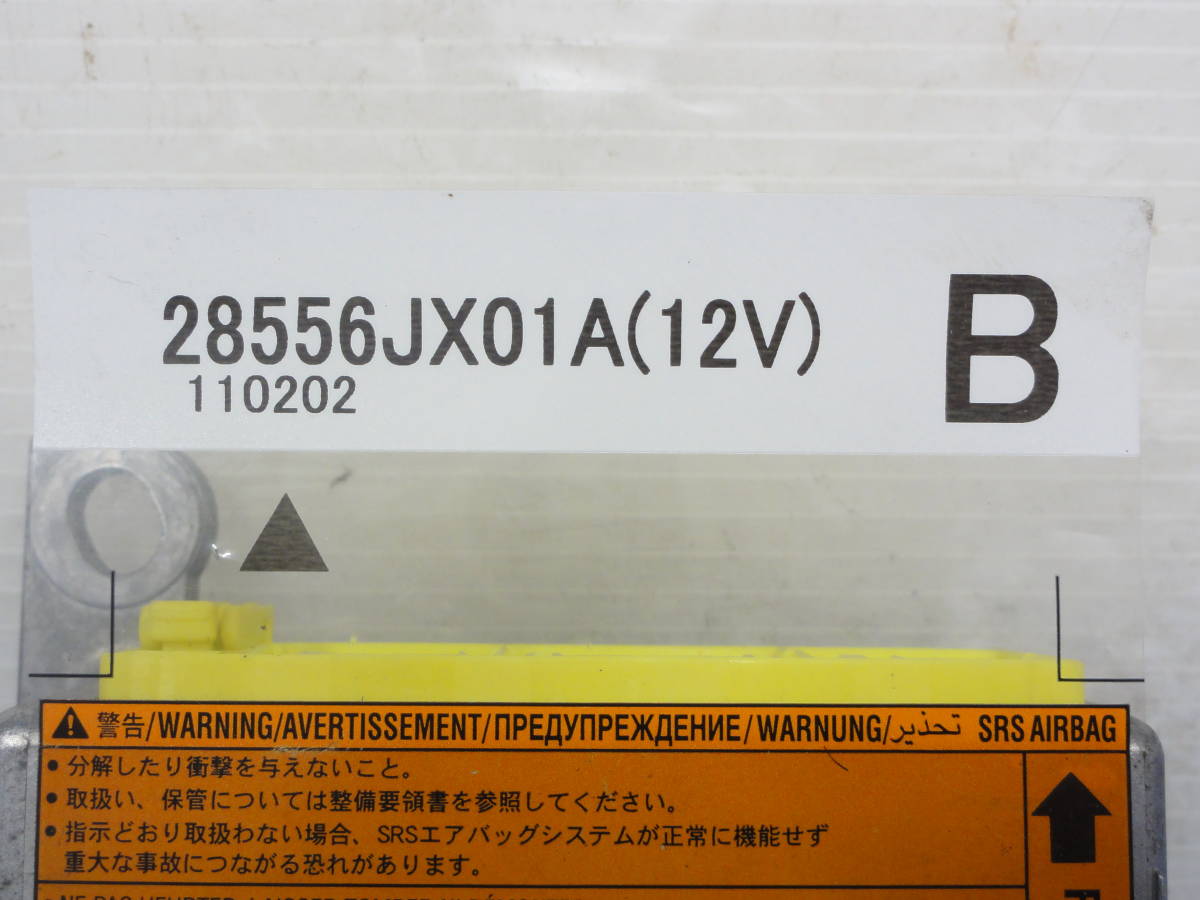 28556JX01A(12V) B
110202
警告/WARNING/AVERTISSEMENT/ПРЕДУПРЕЖДЕНИЕ/WARNUNG/تحذير SRS AIRBAG
• 分解したり衝撃を与えないこと。
• 取扱い、保管については整備要領書を参照してください。
• 指示どおり取扱わない場合、SRSエアバッグシステムが正常に機能せず
重大な事故につながる恐れがあります。